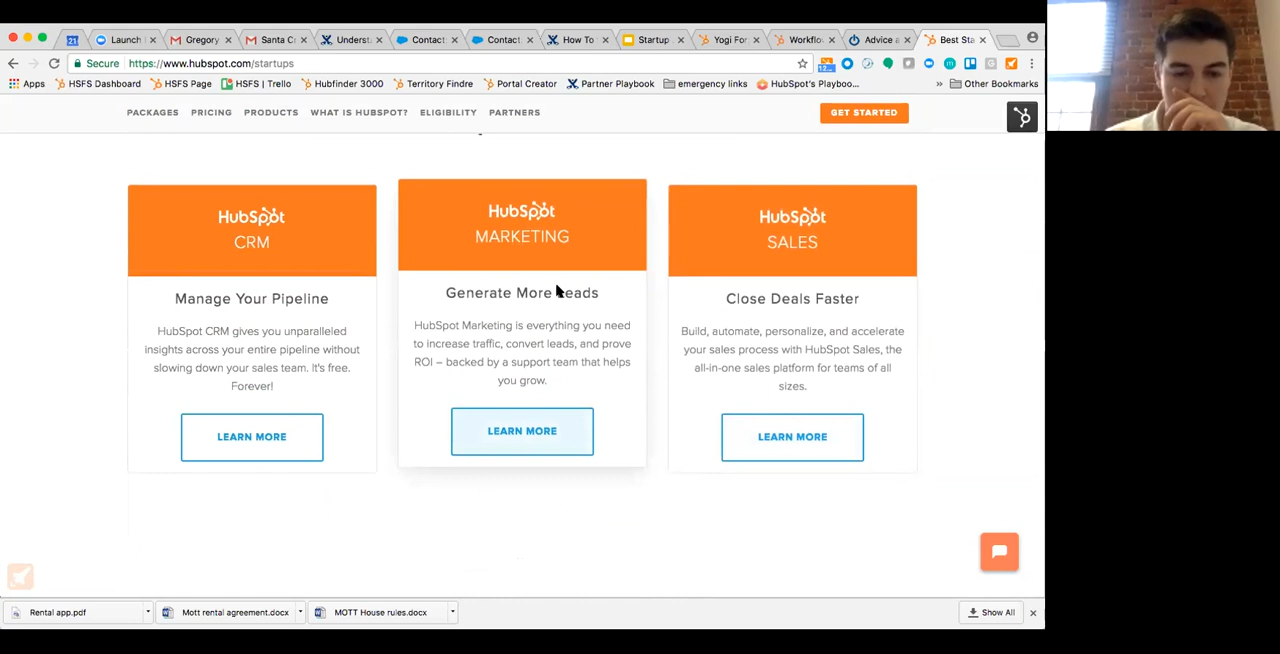 21
Launch
Gregory
Santa C
Underst
Contact
Contact
How To
Startup
Yogi For
Workflow
Advice a
Best Sta
Secure
https://www.hubspot.com/startups
Apps
HSFS Dashboard
HSFS Page
HSFS | Trello
Hubfinder 3000
Territory Findre
Portal Creator
Partner Playbook
emergency links
HubSpot's Playboo...
»
Other Bookmarks
PACKAGES
PRICING
PRODUCTS
WHAT IS HUBSPOT?
ELIGIBILITY
PARTNERS
GET STARTED
HubSpot
CRM
Manage Your Pipeline
HubSpot CRM gives you unparalleled
insights across your entire pipeline without
slowing down your sales team. It's free.
Forever!
LEARN MORE
HubSpot
MARKETING
Generate More Leads
HubSpot Marketing is everything you need
to increase traffic, convert leads, and prove
ROI – backed by a support team that helps
you grow.
LEARN MORE
HubSpot
SALES
Close Deals Faster
Build, automate, personalize, and accelerate
your sales process with HubSpot Sales, the
all-in-one sales platform for teams of all
sizes.
LEARN MORE
Rental app.pdf
Mott rental agreement.docx
MOTT House rules.docx
Show All